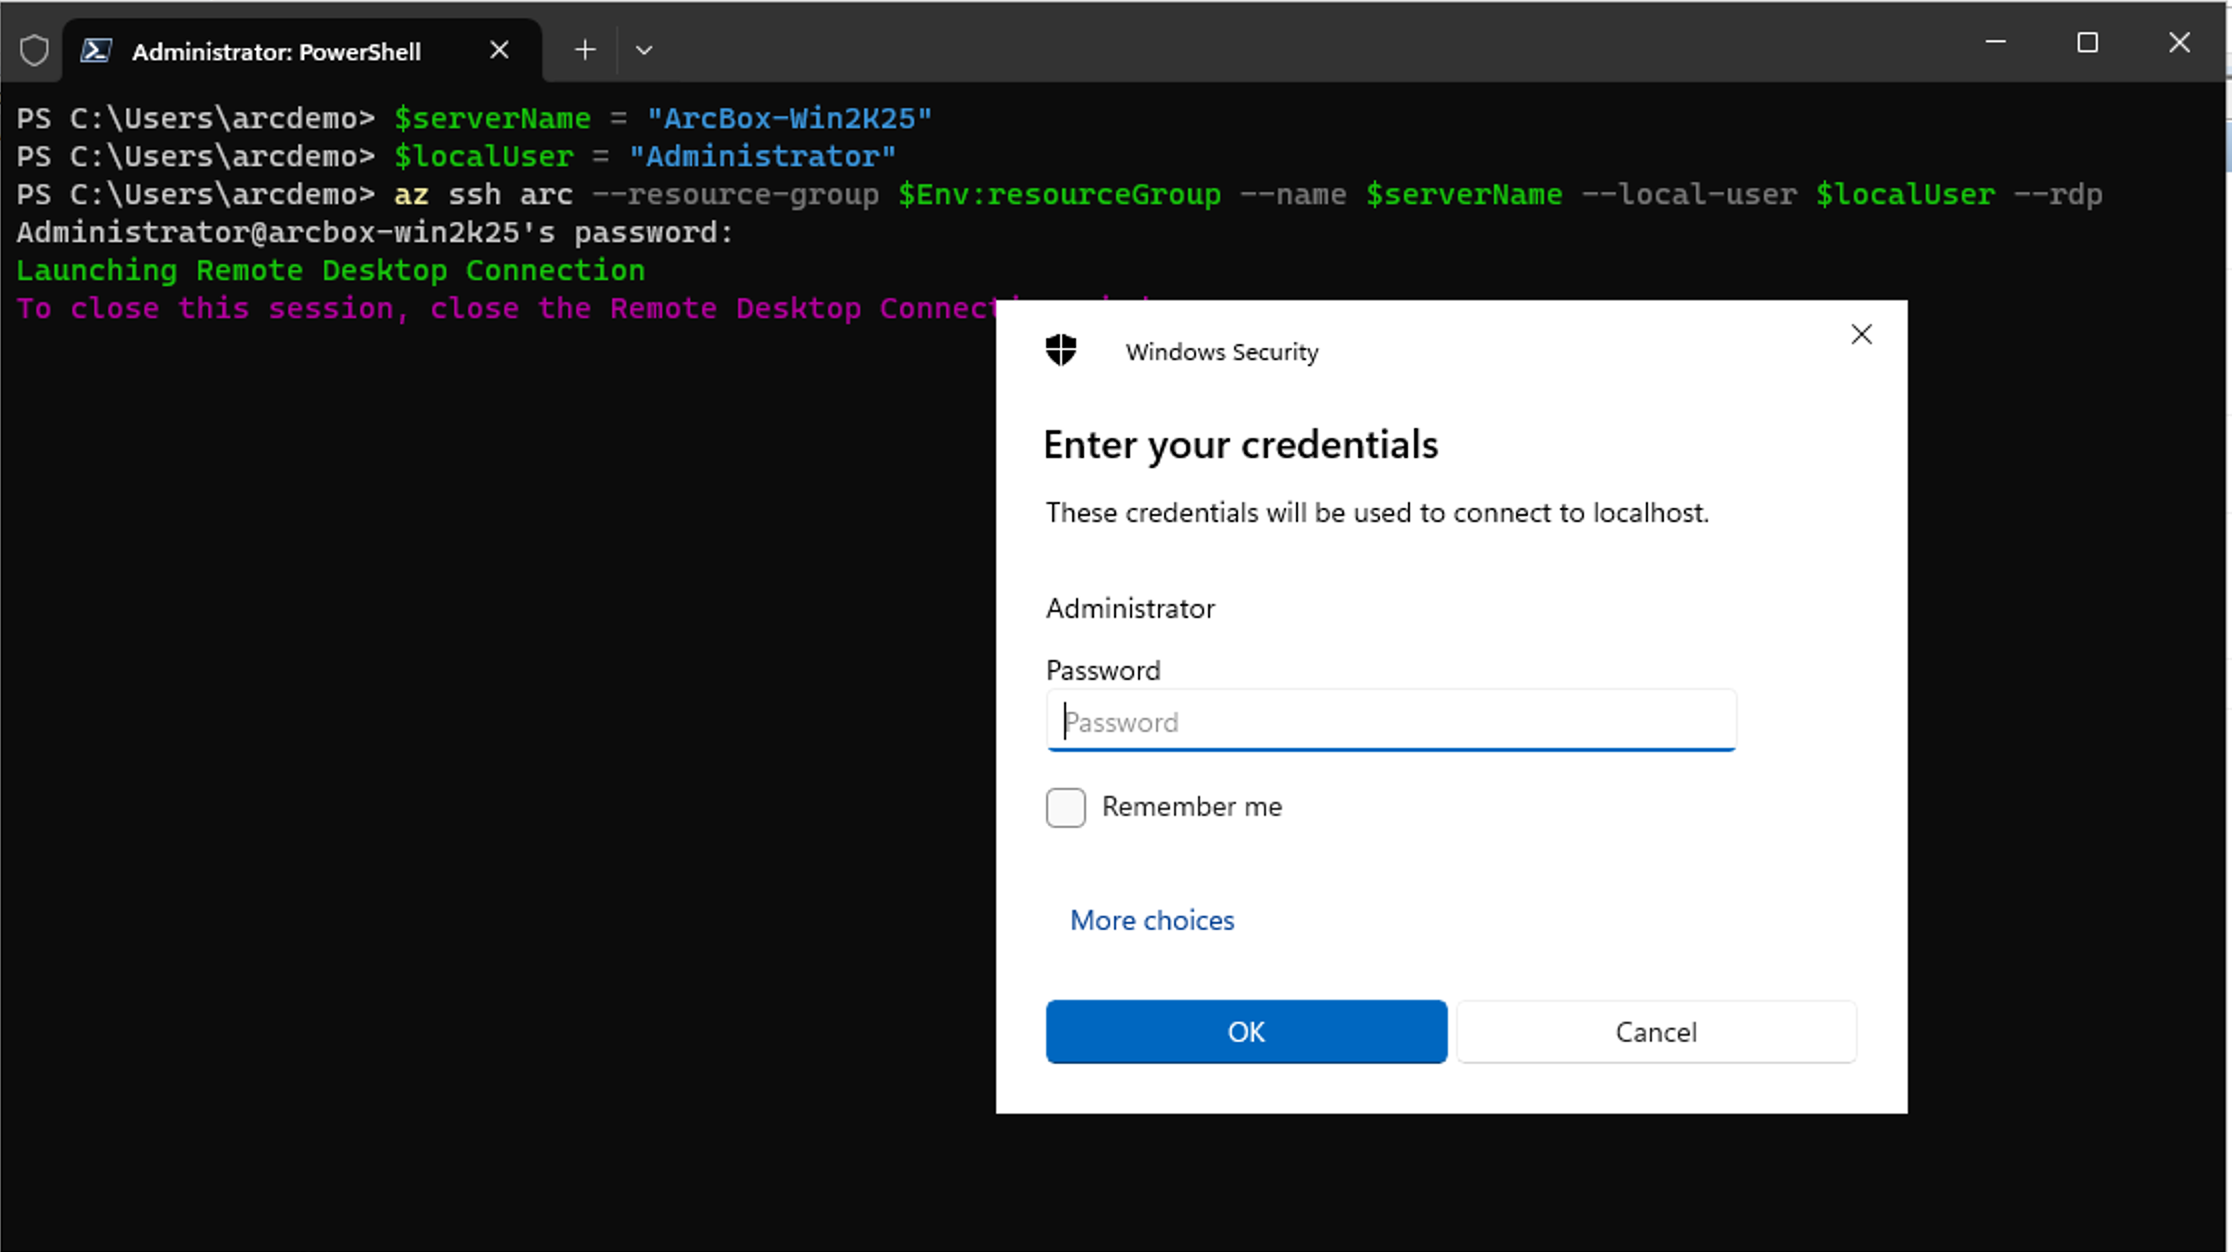 Administrator: PowerShell
PS C:\Users\arcdemo> $serverName = "ArcBox-Win2K25"
PS C:\Users\arcdemo> $localUser = "Administrator"
PS C:\Users\arcdemo> az ssh arc --resource-group $Env:resourceGroup --name $serverName --local-user $localUser --rdp
Administrator@arcbox-win2k25's password:
Launching Remote Desktop Connection
To close this session, close the Remote Desktop
Windows Security
Enter your credentials
These credentials will be used to connect to localhost.
Administrator
Password
Password
Remember me
More choices
OK
Cancel